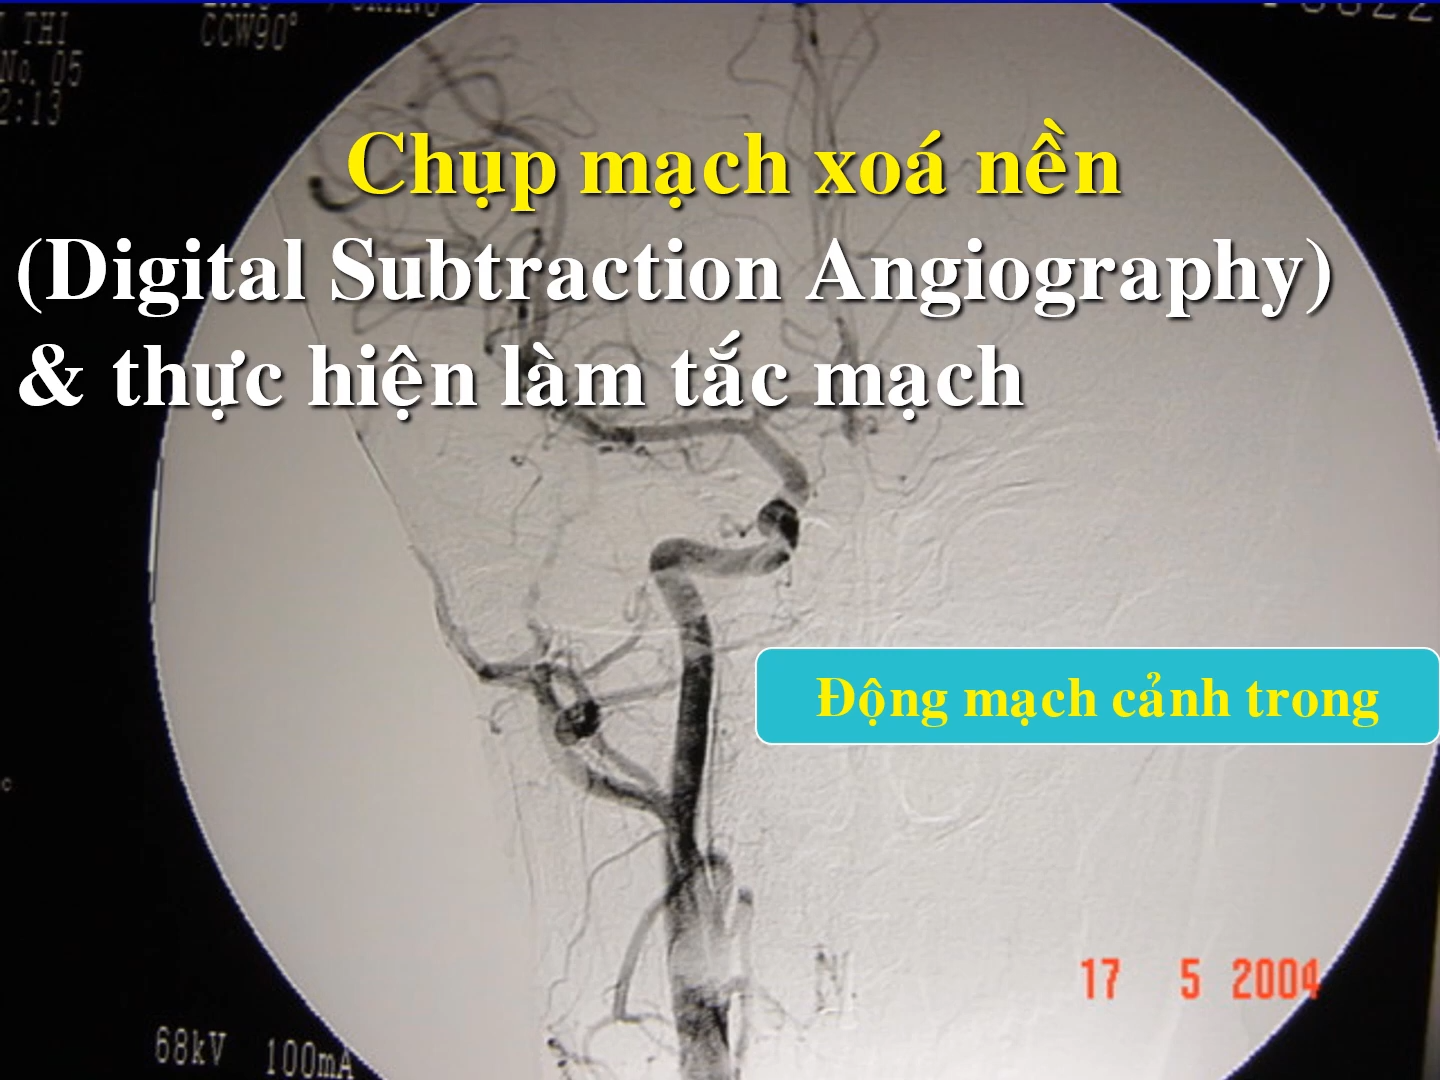 THI
CCW90°
No. 05
2:13
Chụp mạch xoá nền
(Digital Subtraction Angiography)
& thực hiện làm tắc mạch
Động mạch cảnh trong
N.
17 5 2004
68kV 100mA